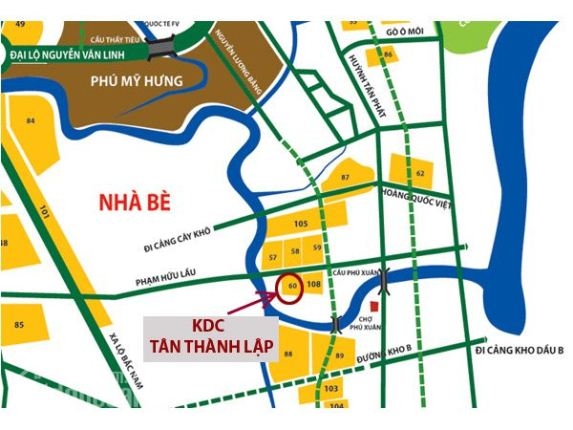 49
QUỐC TẾ FV
CẦU THẦY TIÊU
ĐẠI LỘ NGUYỄN VĂN LINH
PHÚ MỸ HƯNG
NGUYỄN LƯƠNG BẰNG
GÒ Ô MÔI
86
HUỲNH TẤN PHÁT
84
101
NHÀ BÈ
87
62
HOÀNG QUỐC VIỆT
105
ĐI CẢNG CÂY KHÔ
57
58
59
PHẠM HỮU LẦU
CẦU PHÚ XUÂN
60
108
KDC
TÂN THÀNH LẬP
CHỢ
PHÚ XUÂN
85
XA LỘ BẮC NAM
88
89
ĐƯỜNG KHO B
ĐI CẢNG KHO DẦU B
103
104